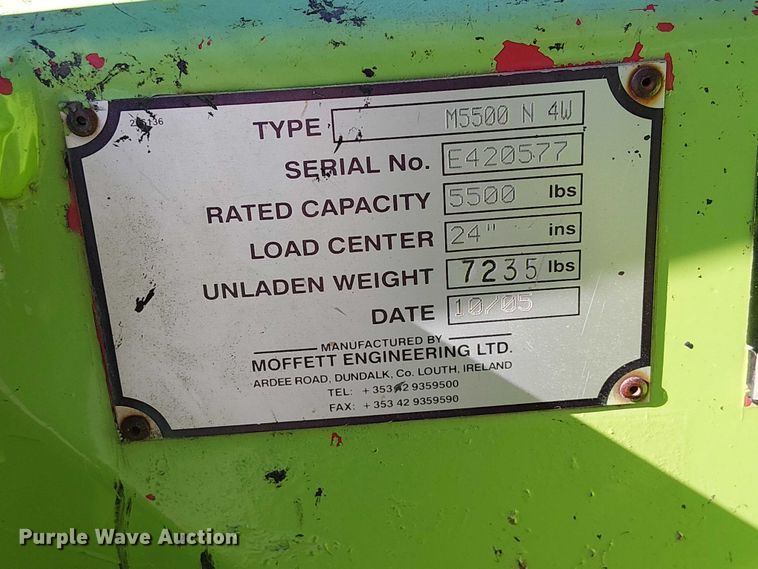 TYPE M5500 N 4W
SERIAL No. E420577
RATED CAPACITY 5500 lbs
LOAD CENTER 24" ins
UNLADEN WEIGHT 7235 lbs
DATE 10/05
MANUFACTURED BY
MOFFETT ENGINEERING LTD.
ARDEE ROAD, DUNDALK, Co. LOUTH, IRELAND
TEL: + 353 42 9359500
FAX: + 353 42 9359590
Purple Wave Auction